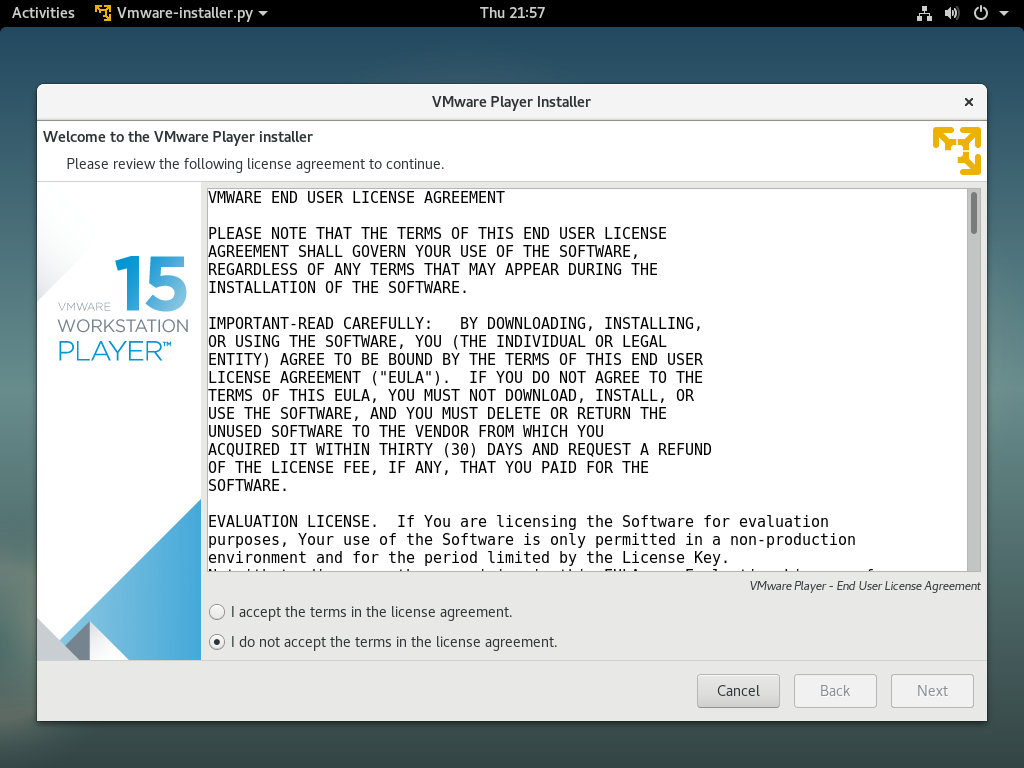 Activities Vmware-installer.py Thu 21:57
VMware Player Installer
Welcome to the VMware Player installer
Please review the following license agreement to continue.
15
VMWARE
WORKSTATION
PLAYER™
VMWARE END USER LICENSE AGREEMENT
PLEASE NOTE THAT THE TERMS OF THIS END USER LICENSE
AGREEMENT SHALL GOVERN YOUR USE OF THE SOFTWARE,
REGARDLESS OF ANY TERMS THAT MAY APPEAR DURING THE
INSTALLATION OF THE SOFTWARE.
IMPORTANT-READ CAREFULLY:   BY DOWNLOADING, INSTALLING,
OR USING THE SOFTWARE, YOU (THE INDIVIDUAL OR LEGAL
ENTITY) AGREE TO BE BOUND BY THE TERMS OF THIS END USER
LICENSE AGREEMENT ("EULA").  IF YOU DO NOT AGREE TO THE
TERMS OF THIS EULA, YOU MUST NOT DOWNLOAD, INSTALL, OR
USE THE SOFTWARE, AND YOU MUST DELETE OR RETURN THE
UNUSED SOFTWARE TO THE VENDOR FROM WHICH YOU
ACQUIRED IT WITHIN THIRTY (30) DAYS AND REQUEST A REFUND
OF THE LICENSE FEE, IF ANY, THAT YOU PAID FOR THE
SOFTWARE.
EVALUATION LICENSE.  If You are licensing the Software for evaluation
purposes, Your use of the Software is only permitted in a non-production
environment and for the period limited by the License Key.
VMware Player - End User License Agreement
I accept the terms in the license agreement.
I do not accept the terms in the license agreement.
Cancel Back Next